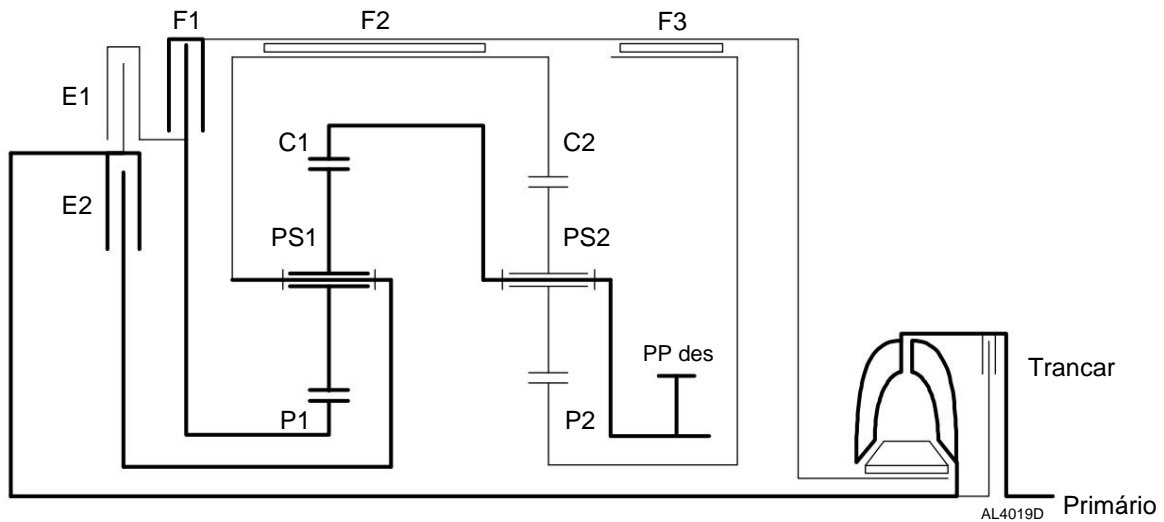 F1
F2
F3
E1
C1
C2
E2
PS1
PS2
PP des
P1
P2
Trancar
AL4019D
Primário